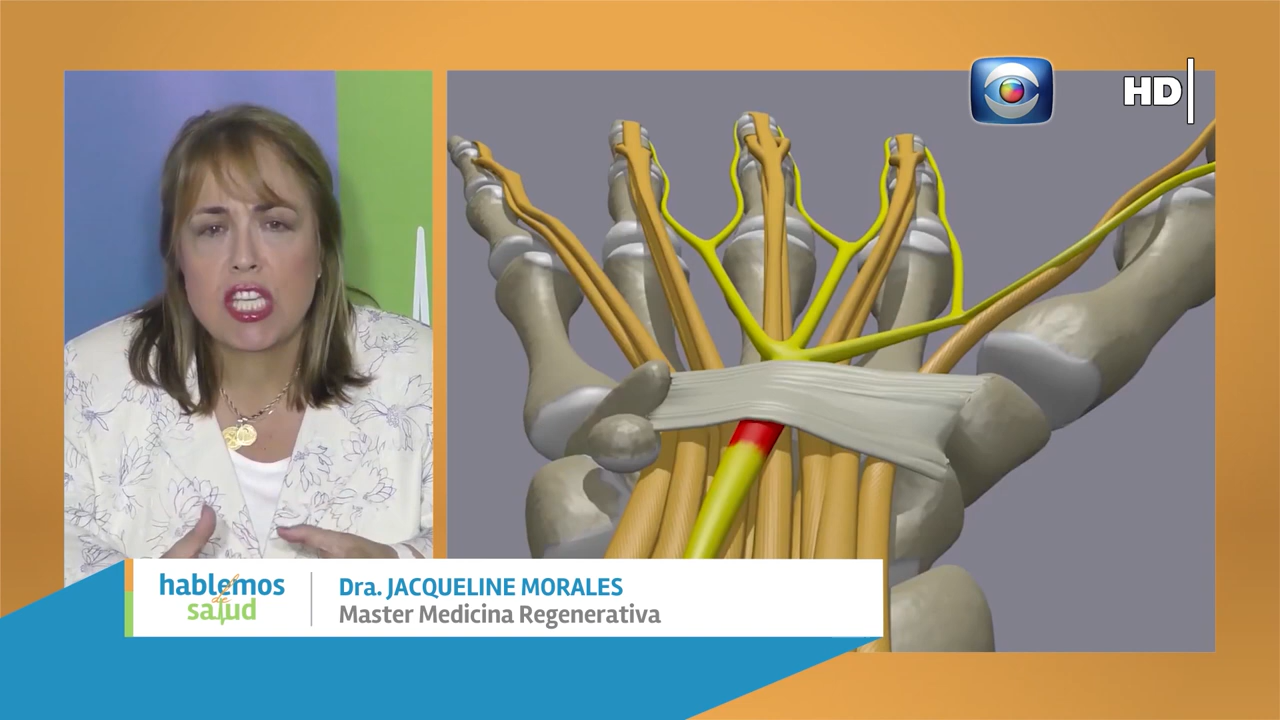 HD
hablemos
de
salud
Dra. JACQUELINE MORALES
Master Medicina Regenerativa